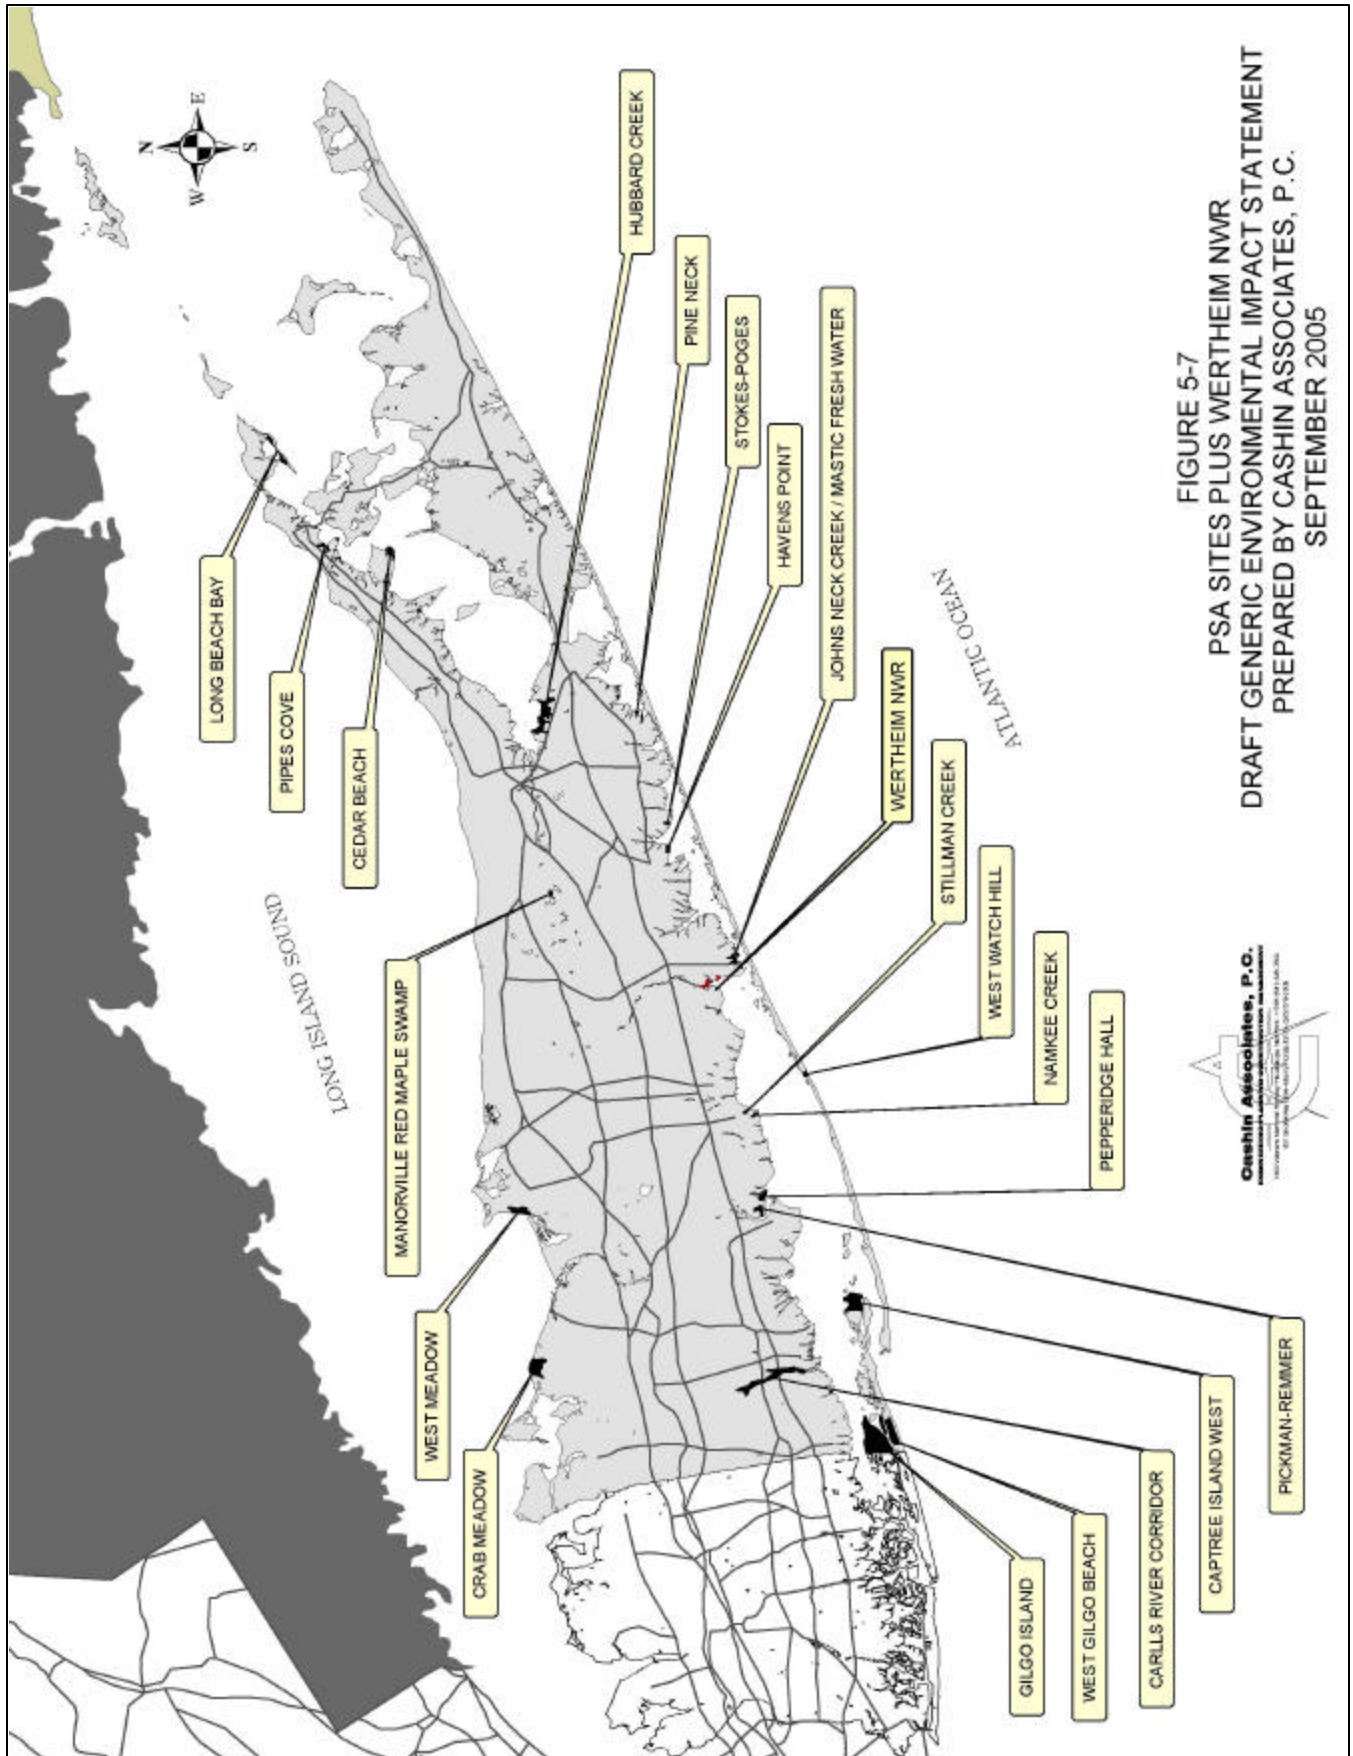 N
W
E
S
LONG BEACH BAY
PIPES COVE
CEDAR BEACH
LONG ISLAND SOUND
MANORVILLE RED MAPLE SWAMP
WEST MEADOW
CRAB MEADOW
HUBBARD CREEK
PINE NECK
STOKES-POGES
HAVENS POINT
JOHNS NECK CREEK / MASTIC FRESH WATER
WERTHEIM NWR
STILLMAN CREEK
WEST WATCH HILL
NAMKEE CREEK
PEPPERIDGE HALL
PICKMAN-REMMER
CAPTREE ISLAND WEST
CARLLS RIVER CORRIDOR
WEST GILGO BEACH
GILGO ISLAND
ATLANTIC OCEAN
Cashin Associates, P.C.
FIGURE 5-7
PSA SITES PLUS WERTHEIM NWR
DRAFT GENERIC ENVIRONMENTAL IMPACT STATEMENT
PREPARED BY CASHIN ASSOCIATES, P.C.
SEPTEMBER 2005